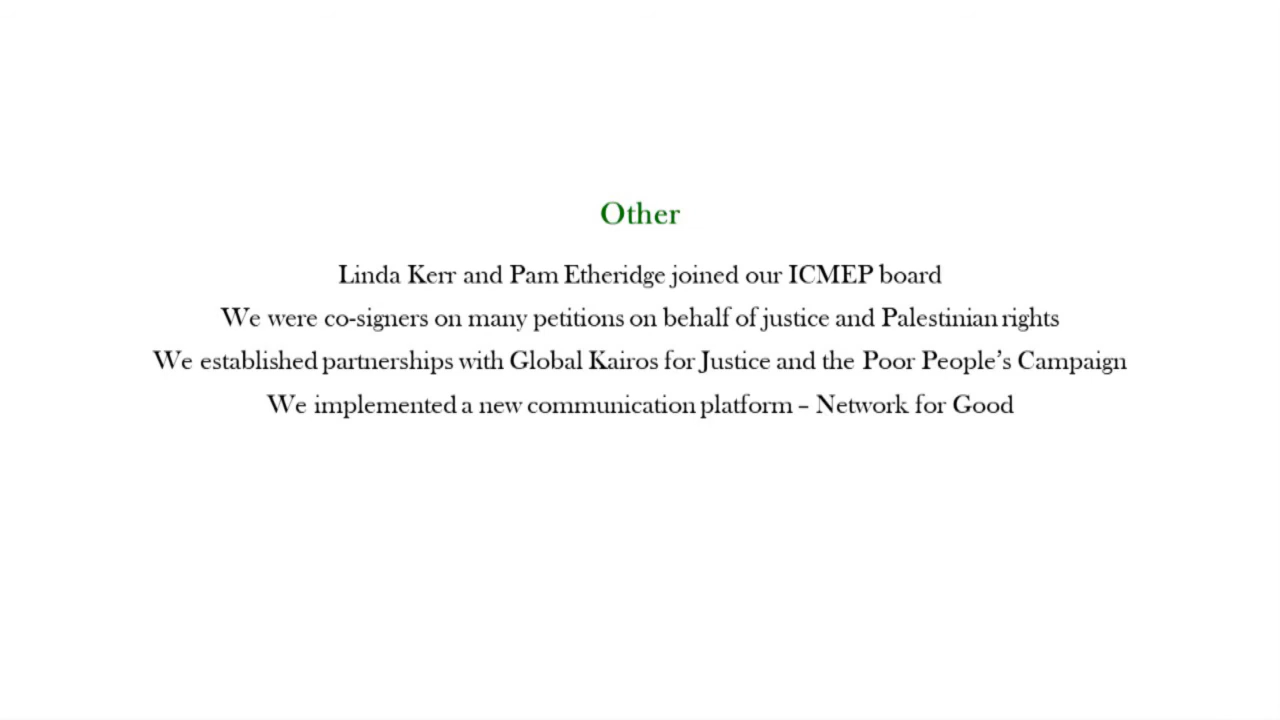 Other
Linda Kerr and Pam Etheridge joined our ICMEP board
We were co-signers on many petitions on behalf of justice and Palestinian rights
We established partnerships with Global Kairos for Justice and the Poor People’s Campaign
We implemented a new communication platform – Network for Good